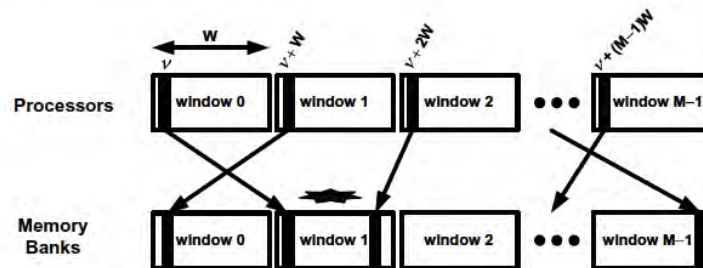 W
ν
ν + W
ν + 2W
ν + (M–1)W
Processors
window 0
window 1
window 2
window M–1
Memory
Banks
window 0
window 1
window 2
window M–1